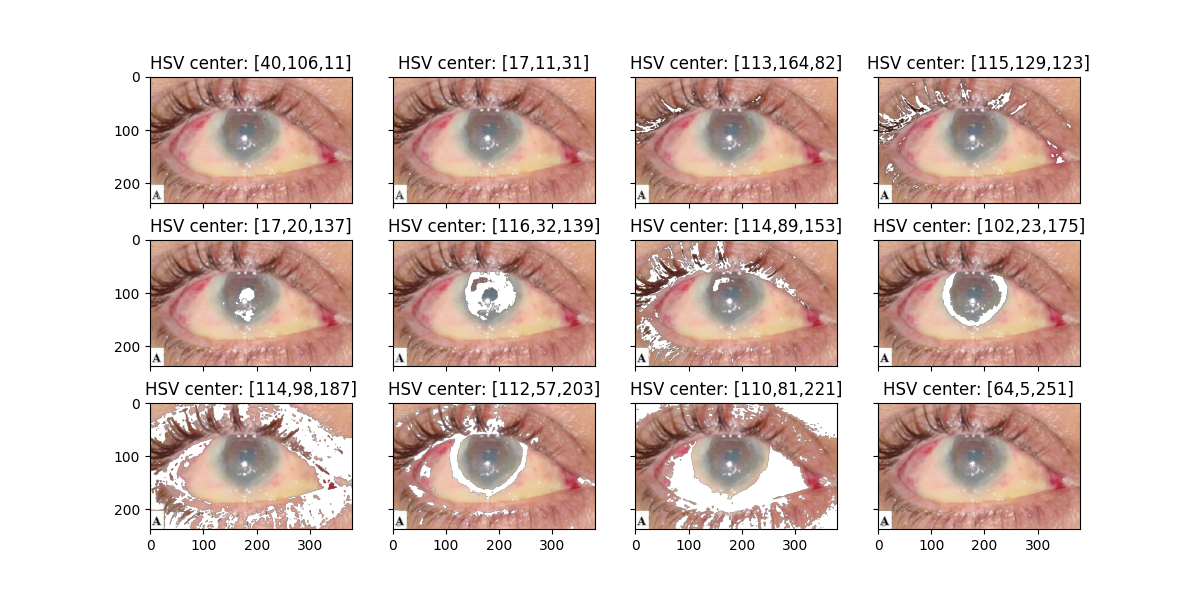 HSV center: [40,106,11] HSV center: [17,11,31] HSV center: [113,164,82] HSV center: [115,129,123]
0
100
200
A A A A
HSV center: [17,20,137] HSV center: [116,32,139] HSV center: [114,89,153] HSV center: [102,23,175]
0
100
200
A A A A
HSV center: [114,98,187] HSV center: [112,57,203] HSV center: [110,81,221] HSV center: [64,5,251]
0
100
200
A A A A
0 100 200 300 0 100 200 300 0 100 200 300 0 100 200 300